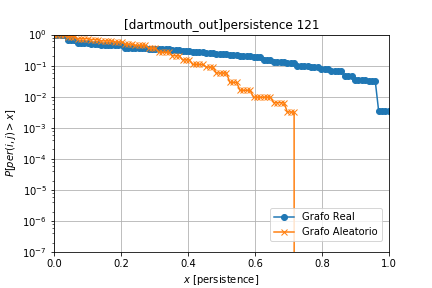 [dartmouth_out]persistence 121
P[per(i, j) > x]
10^0
10^-1
10^-2
10^-3
10^-4
10^-5
10^-6
10^-7
Grafo Real
Grafo Aleatorio
0.0 0.2 0.4 0.6 0.8 1.0
x [persistence]